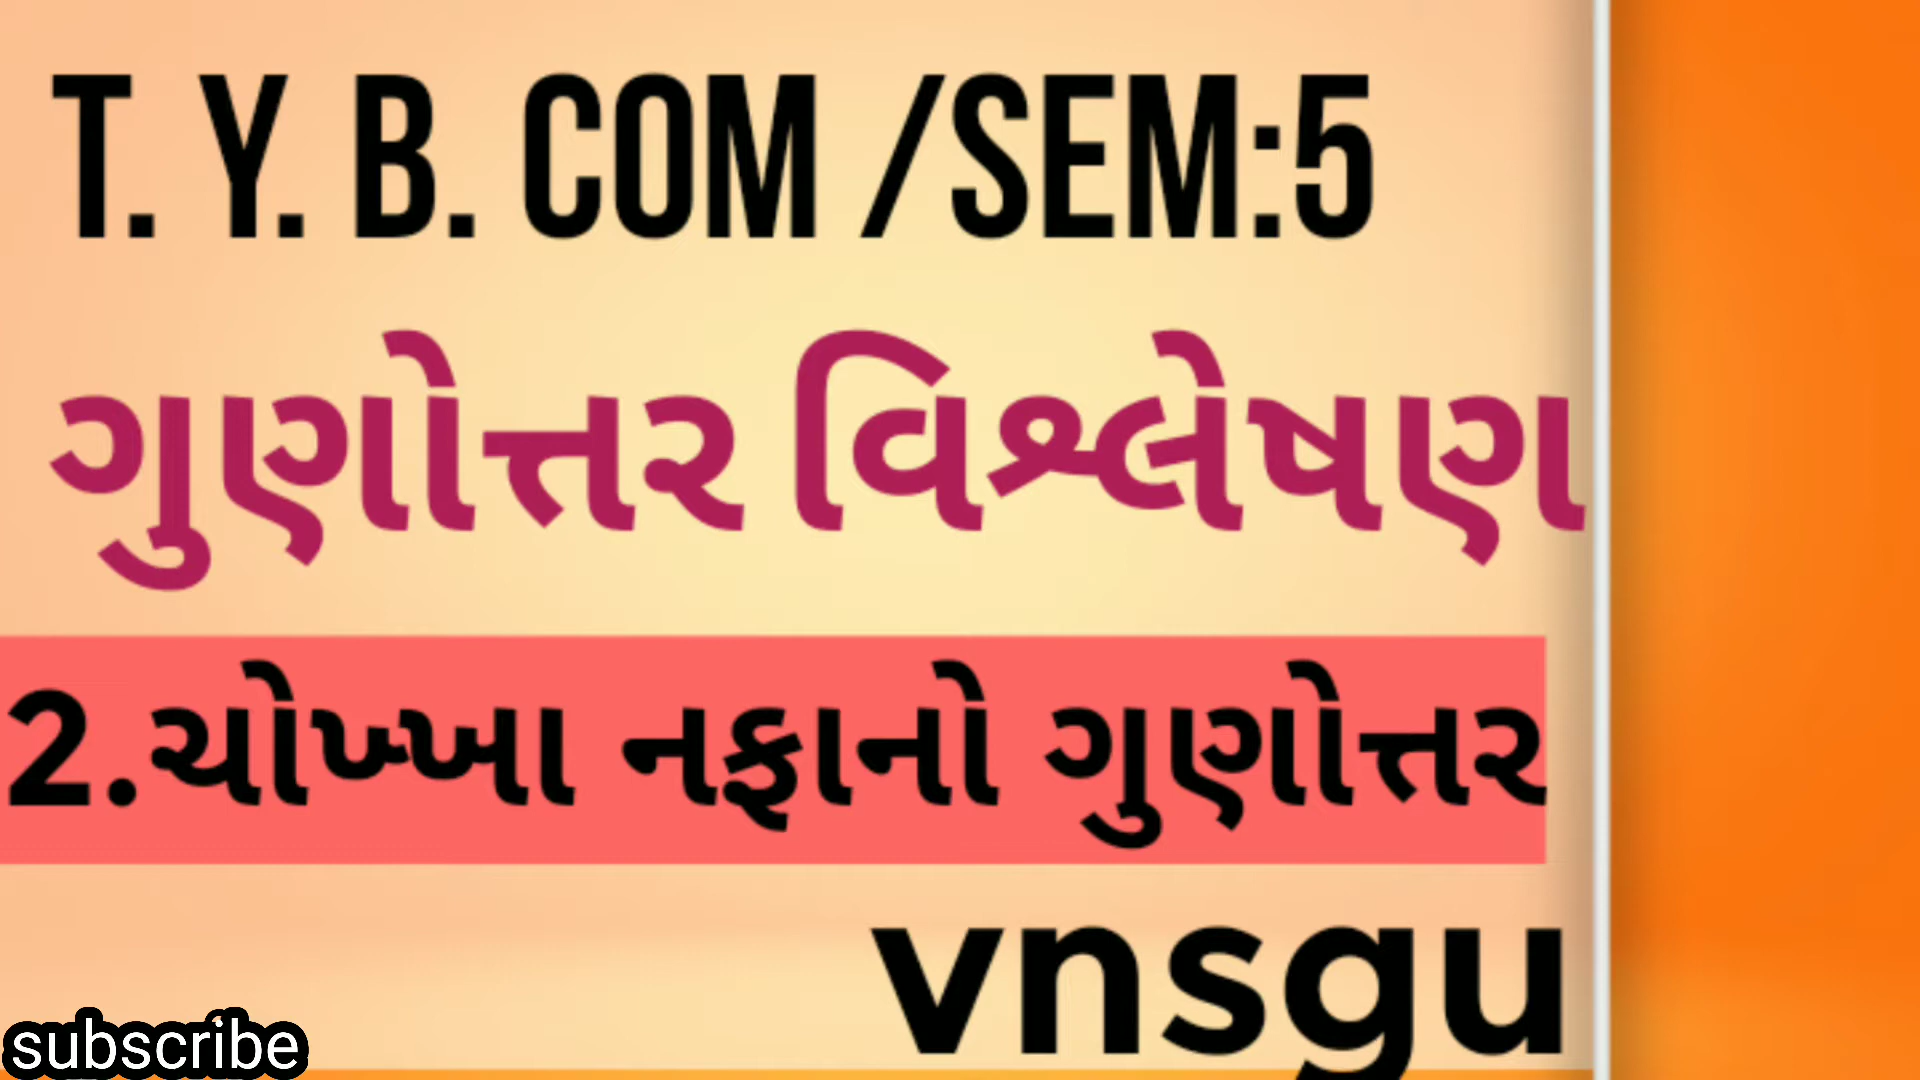 T. Y. B. COM /SEM:5
ગુણોત્તર વિશ્લેષણ
2.ચોખ્ખા નફાનો ગુણોત્તર
vnsgu
subscribe